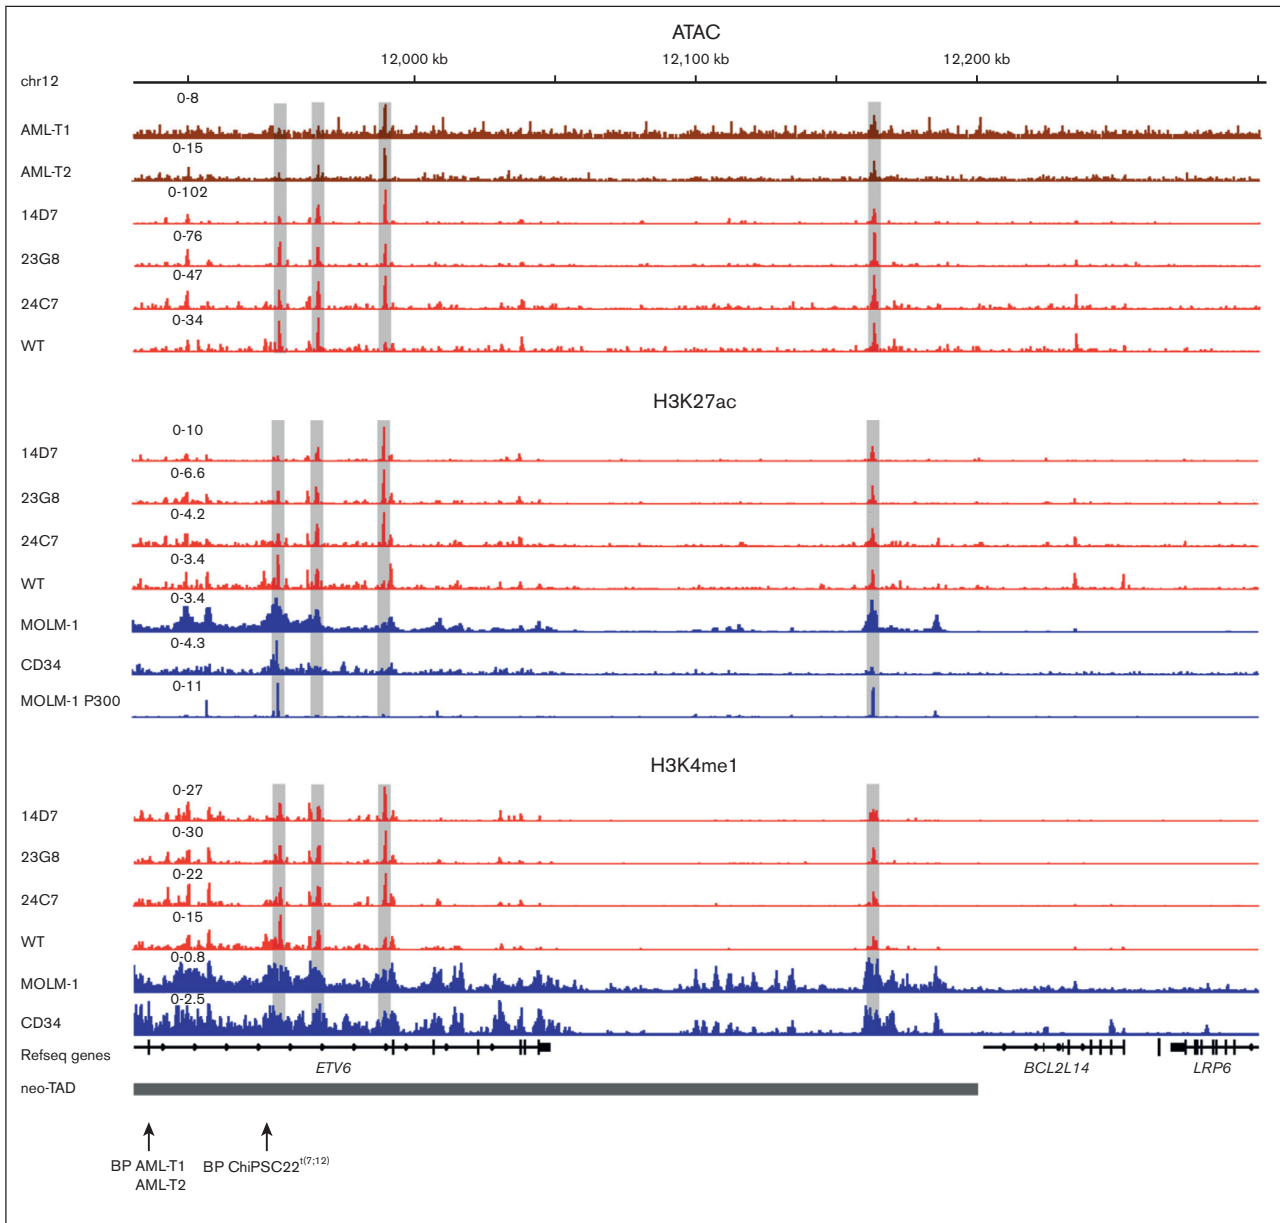 ATAC
12,000 kb 12,100 kb 12,200 kb
chr12
0-8
AML-T1
0-15
AML-T2
0-102
14D7
0-76
23G8
0-47
24C7
0-34
WT
H3K27ac
0-10
14D7
0-6.6
23G8
0-4.2
24C7
0-3.4
WT
0-3.4
MOLM-1
0-4.3
CD34
0-11
MOLM-1 P300
H3K4me1
0-27
14D7
0-30
23G8
0-22
24C7
0-15
WT
0-0.8
MOLM-1
0-2.5
CD34
Refseq genes
ETV6 BCL2L14 LRP6
neo-TAD
BP AML-T1 BP ChiPSC22t(7;12)
AML-T2